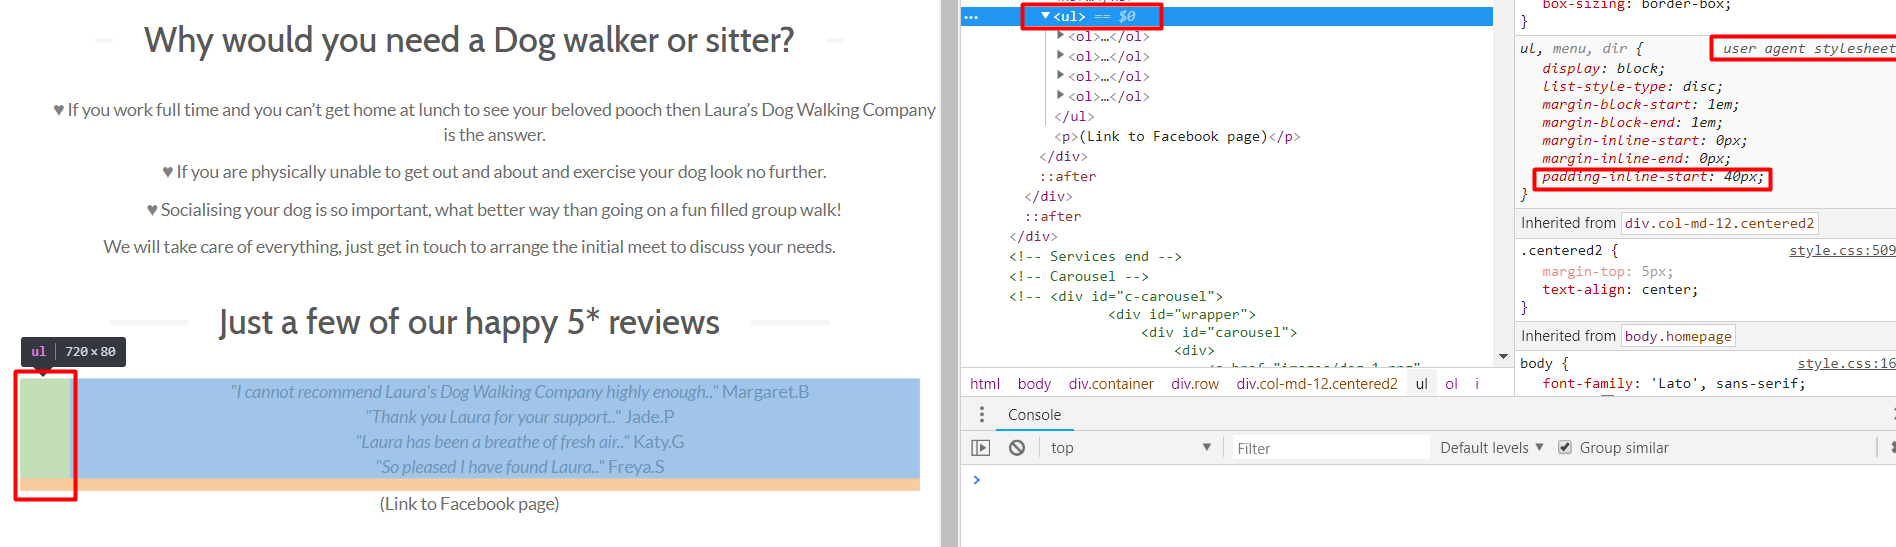 Why would you need a Dog walker or sitter?
♥ If you work full time and you can’t get home at lunch to see your beloved pooch then Laura’s Dog Walking Company
is the answer.
♥ If you are physically unable to get out and about and exercise your dog look no further.
♥ Socialising your dog is so important, what better way than going on a fun filled group walk!
We will take care of everything, just get in touch to arrange the initial meet to discuss your needs.
Just a few of our happy 5* reviews
ul 720 × 80
"I cannot recommend Laura's Dog Walking Company highly enough.." Margaret.B
"Thank you Laura for your support.." Jade.P
"Laura has been a breathe of fresh air.." Katy.G
"So pleased I have found Laura.." Freya.S
(Link to Facebook page)
… ▼<ul> == $0
▶<ol>…</ol>
▶<ol>…</ol>
▶<ol>…</ol>
▶<ol>…</ol>
</ul>
<p>(Link to Facebook page)</p>
</div>
::after
</div>
::after
</div>
<!-- Services end -->
<!-- Carousel -->
<!-- <div id="c-carousel">
<div id="wrapper">
<div id="carousel">
<div>
html body div.container div.row div.col-md-12.centered2 ul ol i
Console
top Filter Default levels ▼ Group similar
box-sizing: border-box;
}
ul, menu, dir { user agent stylesheet
display: block;
list-style-type: disc;
margin-block-start: 1em;
margin-block-end: 1em;
margin-inline-start: 0px;
margin-inline-end: 0px;
padding-inline-start: 40px;
}
Inherited from div.col-md-12.centered2
.centered2 { style.css:509
margin-top: 5px;
text-align: center;
}
Inherited from body.homepage
body { style.css:16
font-family: 'Lato', sans-serif;